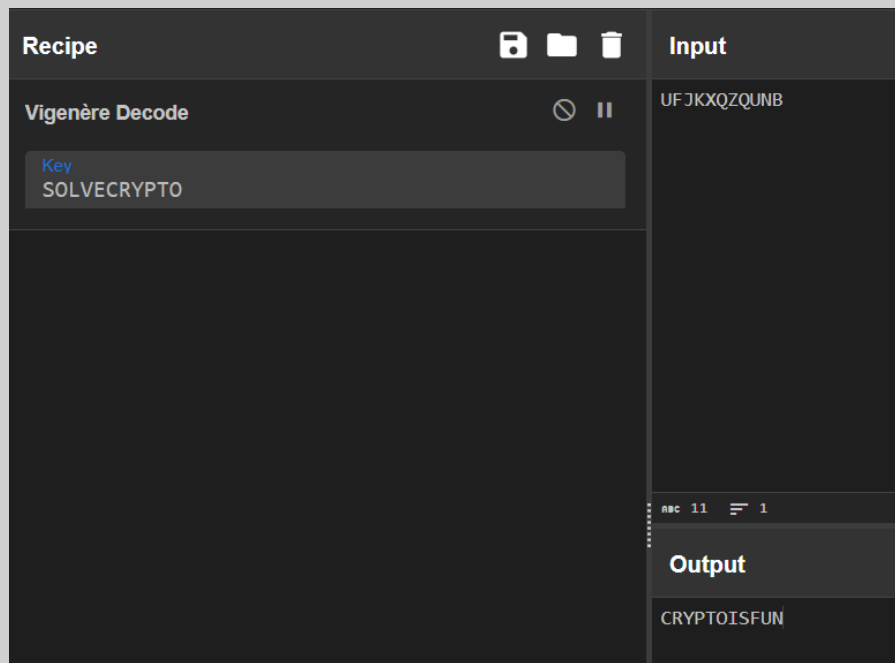 Recipe
Vigenère Decode
Key
SOLVECRYPTO
Input
UFJKXQZQUNB
ABC 11 1
Output
CRYPTOISFUN